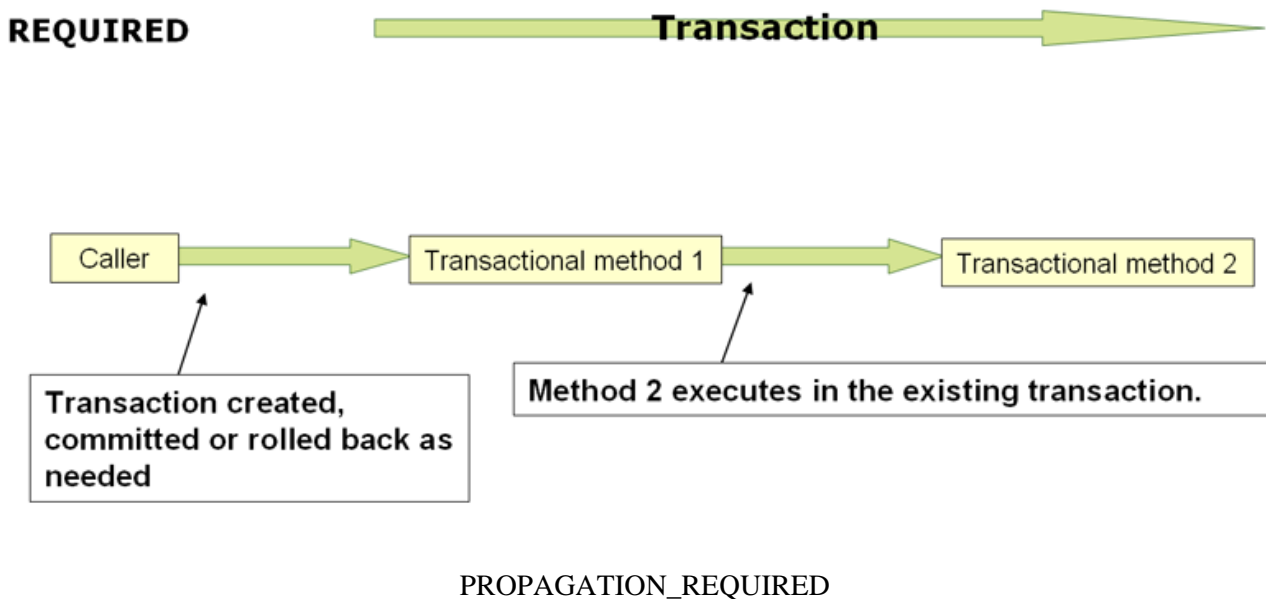 REQUIRED
Transaction
Caller
Transactional method 1
Transactional method 2
Transaction created,
committed or rolled back as
needed
Method 2 executes in the existing transaction.
PROPAGATION_REQUIRED